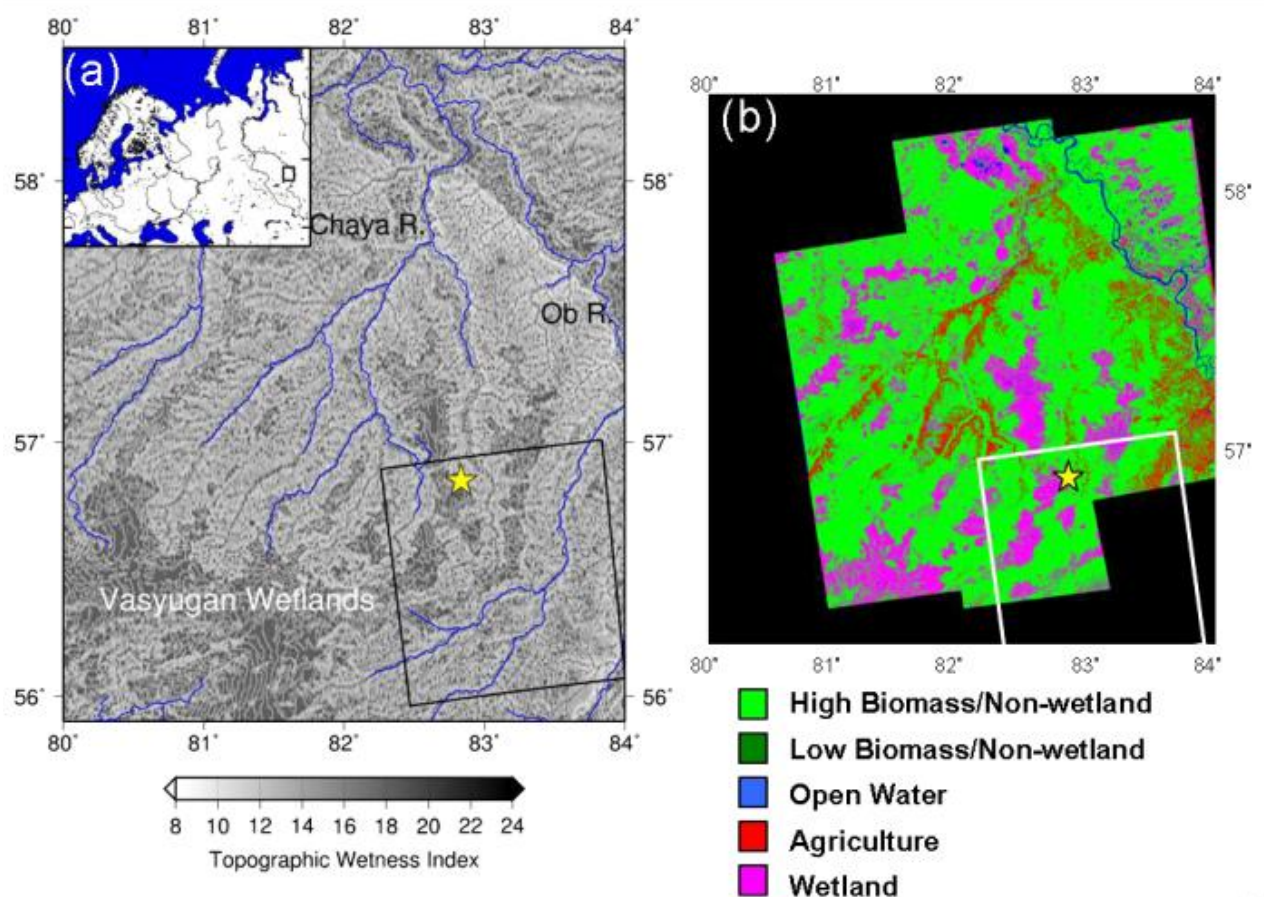 80˚ 81˚ 82˚ 83˚ 84˚
(a)
58˚
Chaya R.
Ob R.
57˚
Vasyugan Wetlands
56˚
58˚
57˚
56˚
80˚ 81˚ 82˚ 83˚ 84˚
8 10 12 14 16 18 20 22 24
Topographic Wetness Index
80˚ 81˚ 82˚ 83˚ 84˚
(b)
58˚
57˚
80˚ 81˚ 82˚ 83˚ 84˚
High Biomass/Non-wetland
Low Biomass/Non-wetland
Open Water
Agriculture
Wetland